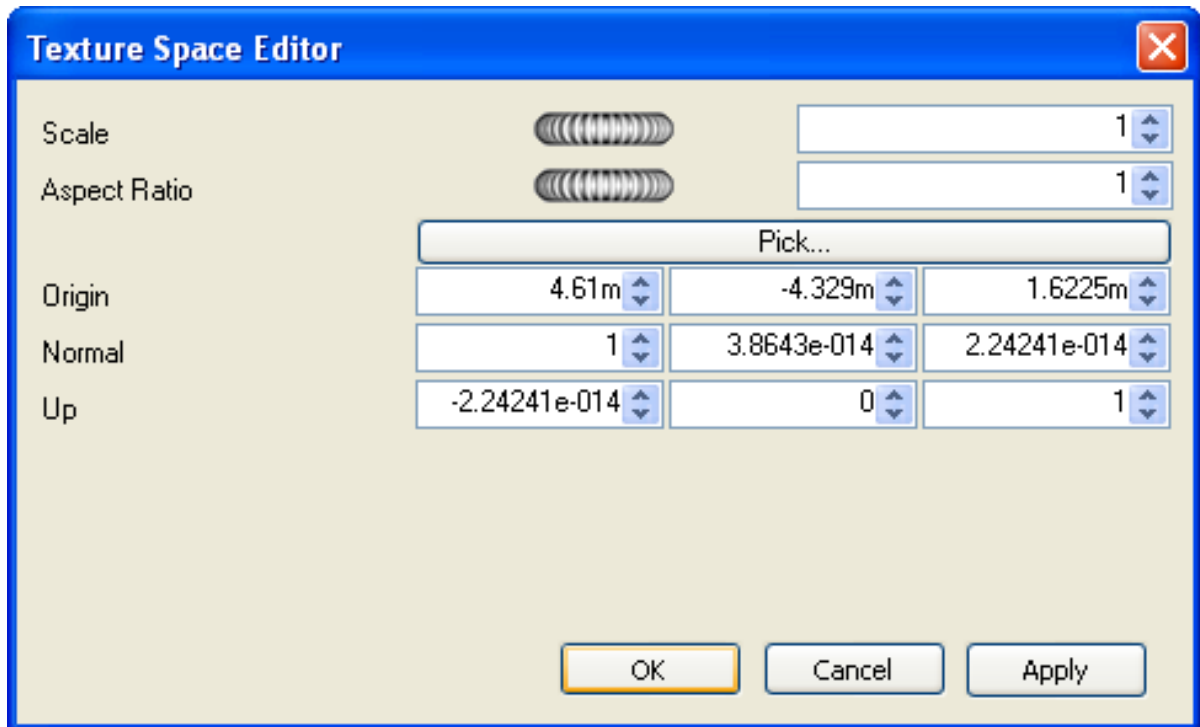 Texture Space Editor
Scale 1
Aspect Ratio 1
Pick...
Origin 4.61m -4.329m 1.6225m
Normal 1 3.8643e-014 2.24241e-014
Up -2.24241e-014 0 1
OK Cancel Apply